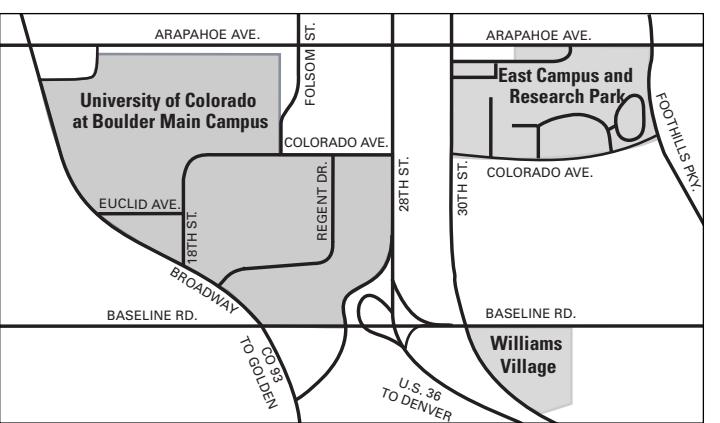 ARAPAHOE AVE.
FOLSOM ST.
ARAPAHOE AVE.
University of Colorado
at Boulder Main Campus
East Campus and
Research Park
FOOTHILLS PKY.
COLORADO AVE.
COLORADO AVE.
EUCLID AVE.
18TH ST.
REGENT DR.
28TH ST.
30TH ST.
BROADWAY
BASELINE RD.
BASELINE RD.
Williams
Village
CO 93
TO GOLDEN
U.S. 36
TO DENVER